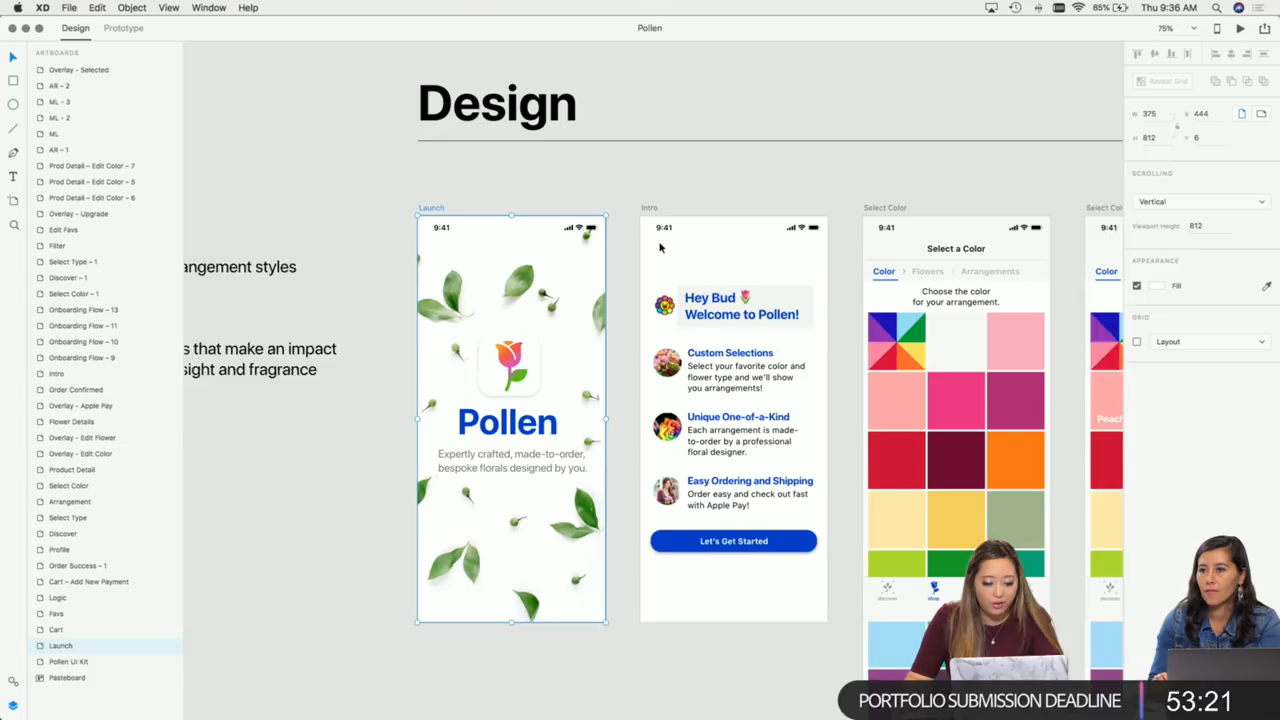 XD File Edit Object View Window Help
85% Thu 9:36 AM
Design Prototype
Pollen
75%
ARTBOARDS
Overlay - Selected
AR – 2
ML - 3
ML - 2
ML
AR – 1
Prod Detail – Edit Color – 7
Prod Detail – Edit Color – 5
Prod Detail – Edit Color – 6
Overlay - Upgrade
Edit Favs
Filter
Select Type – 1
Discover – 1
Select Color – 1
Onboarding Flow – 13
Onboarding Flow – 11
Onboarding Flow – 10
Onboarding Flow – 9
Intro
Order Confirmed
Overlay - Apple Pay
Flower Details
Overlay - Edit Flower
Overlay - Edit Color
Product Detail
Select Color
Arrangement
Select Type
Discover
Profile
Order Success – 1
Cart – Add New Payment
Logic
Favs
Cart
Launch
Pollen UI Kit
Pasteboard
Design
angement styles
s that make an impact
sight and fragrance
Launch
9:41
Pollen
Expertly crafted, made-to-order,
bespoke florals designed by you.
Intro
9:41
Hey Bud
Welcome to Pollen!
Custom Selections
Select your favorite color and
flower type and we'll show
you arrangements!
Unique One-of-a-Kind
Each arrangement is made-
to-order by a professional
floral designer.
Easy Ordering and Shipping
Order easy and check out fast
with Apple Pay!
Let's Get Started
Select Color
9:41
Select a Color
Color > Flowers > Arrangements
Choose the color
for your arrangement.
discover
shop
Select Col
9:41
Color
Peach
discover
Repeat Grid
W 375 X 444
H 812 Y 6
SCROLLING
Vertical
Viewport Height 812
APPEARANCE
Fill
GRID
Layout
PORTFOLIO SUBMISSION DEADLINE 53:21